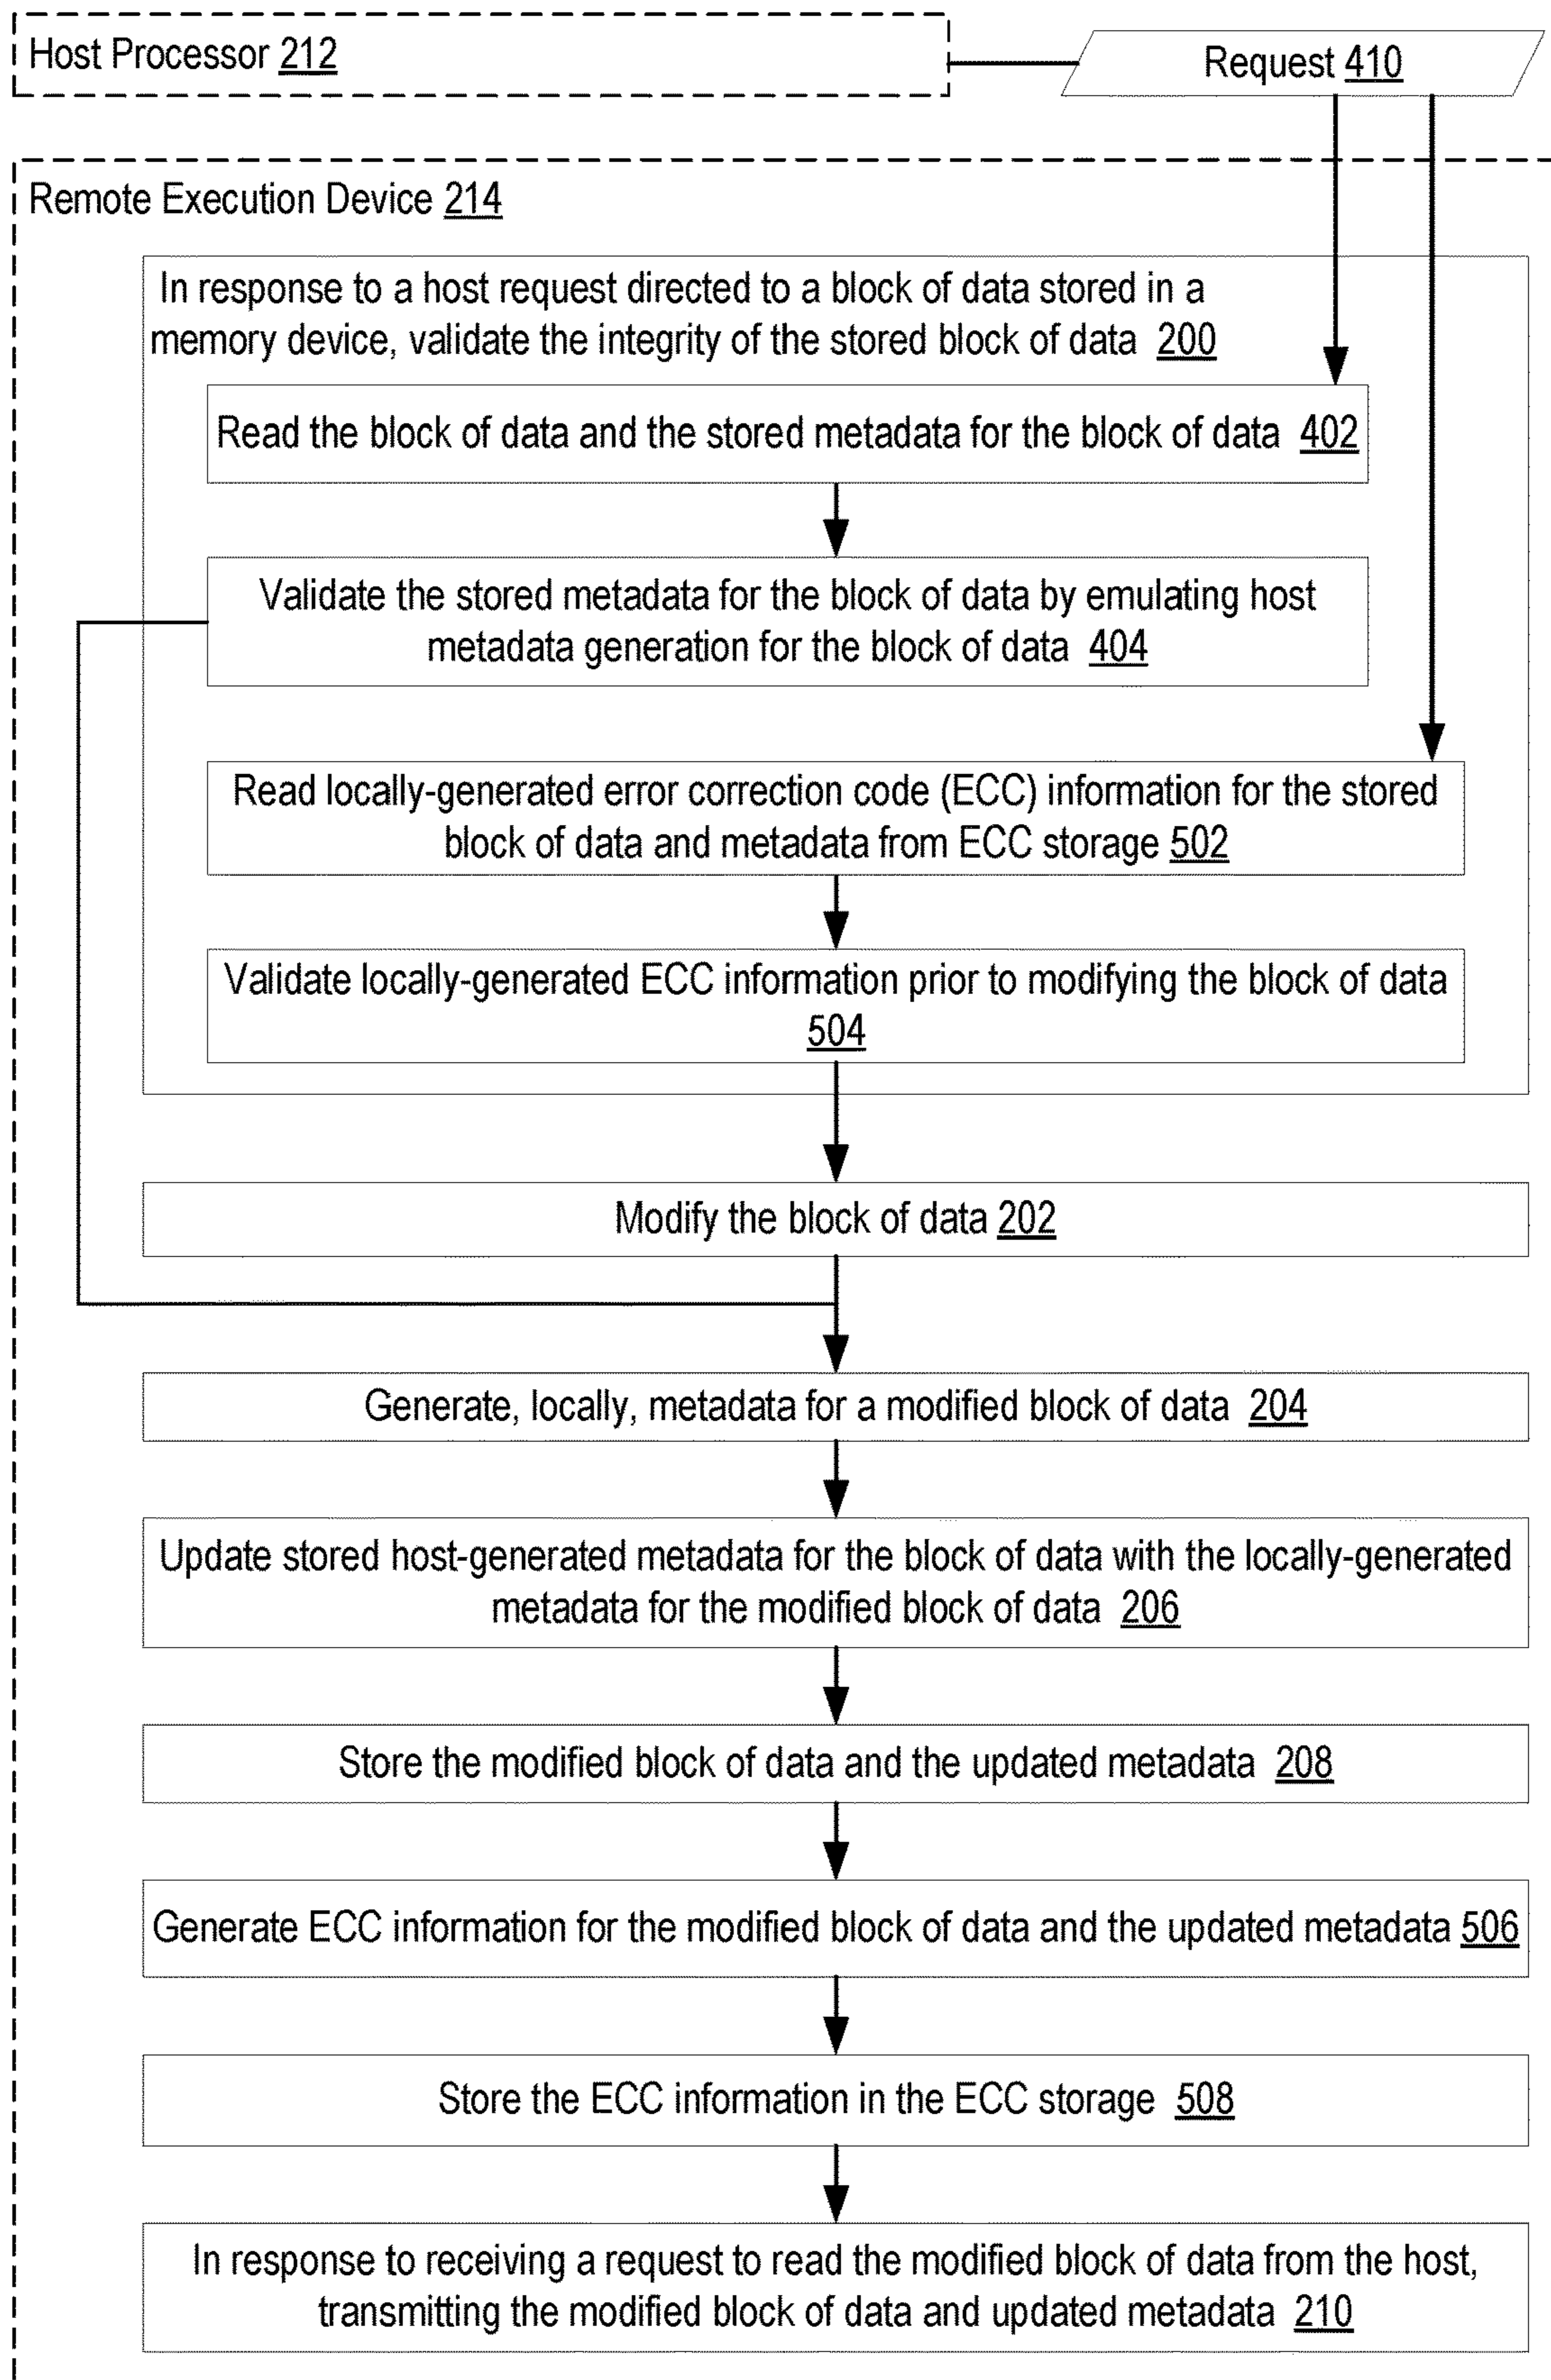 Host Processor 212
Request 410
Remote Execution Device 214
In response to a host request directed to a block of data stored in a
memory device, validate the integrity of the stored block of data 200
Read the block of data and the stored metadata for the block of data 402
Validate the stored metadata for the block of data by emulating host
metadata generation for the block of data 404
Read locally-generated error correction code (ECC) information for the stored
block of data and metadata from ECC storage 502
Validate locally-generated ECC information prior to modifying the block of data
504
Modify the block of data 202
Generate, locally, metadata for a modified block of data 204
Update stored host-generated metadata for the block of data with the locally-generated
metadata for the modified block of data 206
Store the modified block of data and the updated metadata 208
Generate ECC information for the modified block of data and the updated metadata 506
Store the ECC information in the ECC storage 508
In response to receiving a request to read the modified block of data from the host,
transmitting the modified block of data and updated metadata 210